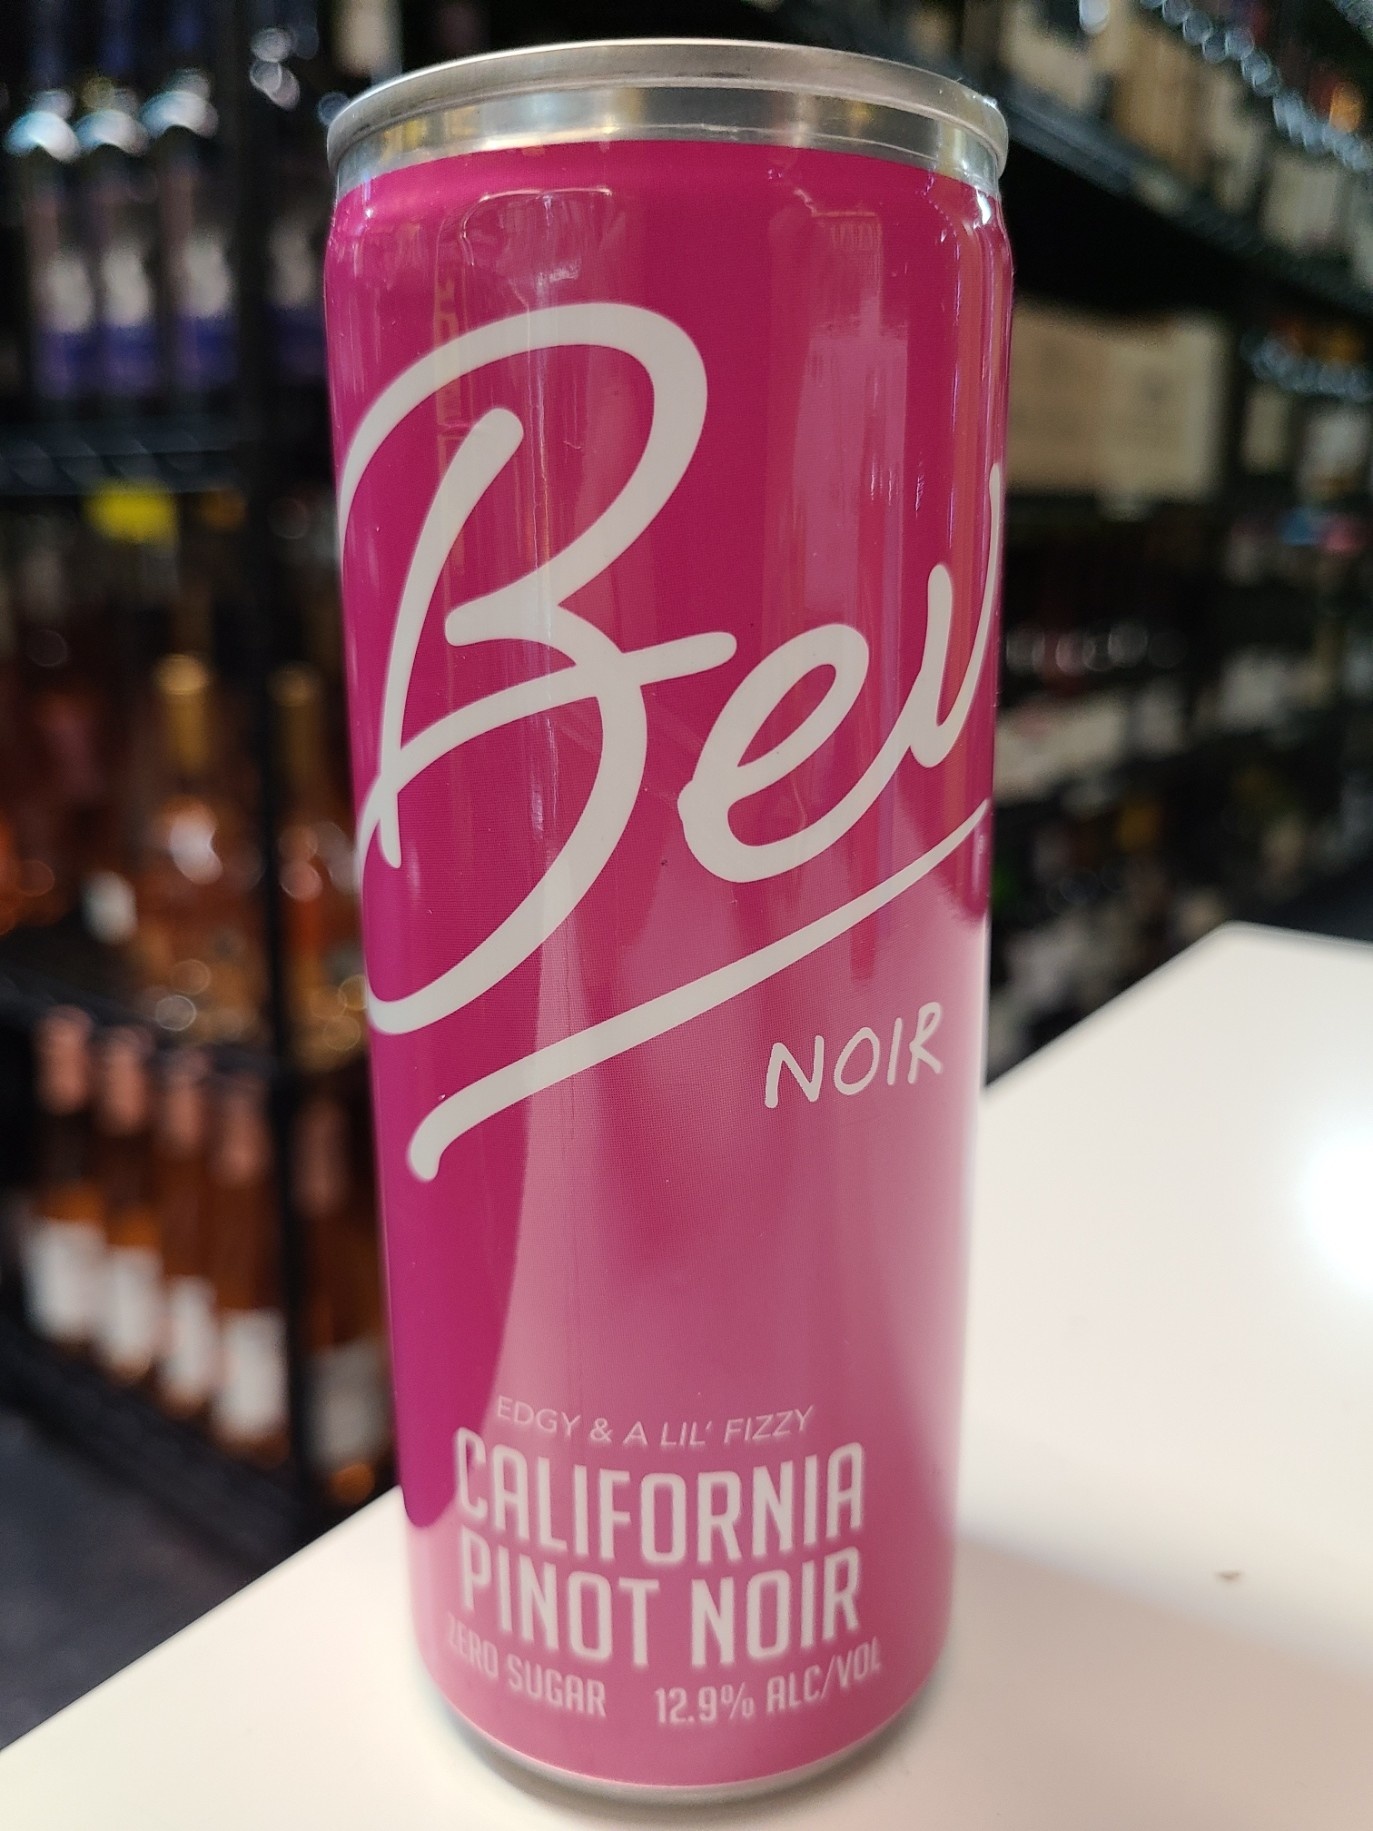 Bev
NOIR
EDGY & A LIL' FIZZY
CALIFORNIA
PINOT NOIR
ZERO SUGAR 12.9% ALC/VOL